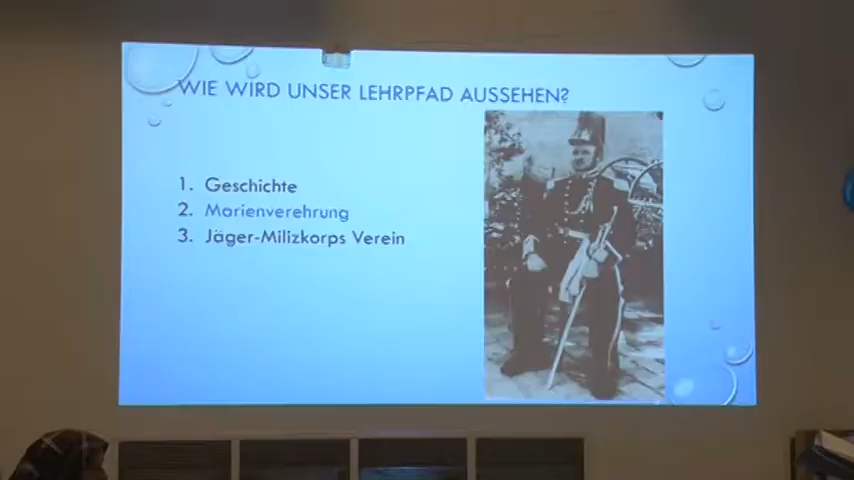 WIE WIRD UNSER LEHRPFAD AUSSEHEN?
1. Geschichte
2. Marienverehrung
3. Jäger-Milizkorps Verein